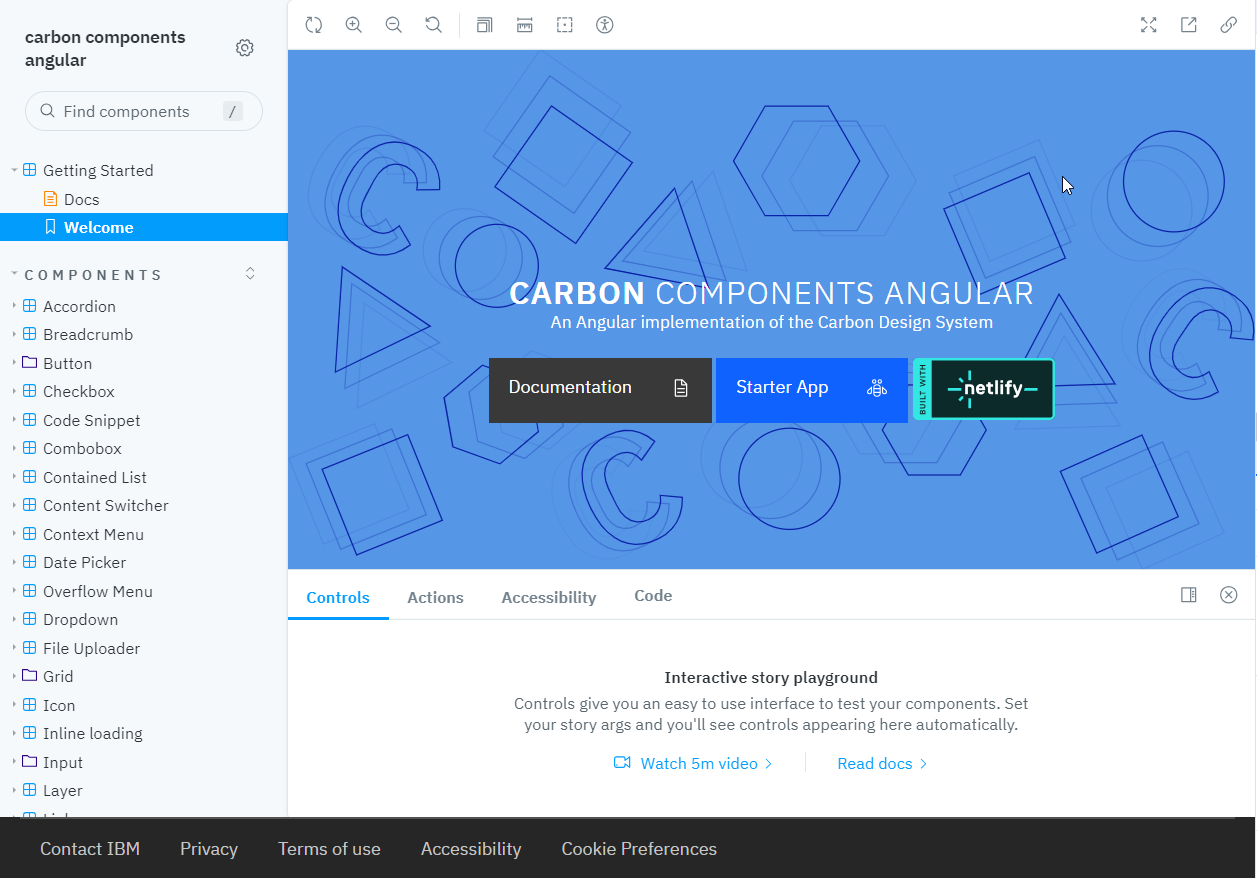 carbon components
angular
Find components /
Getting Started
Docs
Welcome
COMPONENTS
Accordion
Breadcrumb
Button
Checkbox
Code Snippet
Combobox
Contained List
Content Switcher
Context Menu
Date Picker
Overflow Menu
Dropdown
File Uploader
Grid
Icon
Inline loading
Input
Layer
CARBON COMPONENTS ANGULAR
An Angular implementation of the Carbon Design System
Documentation
Starter App
BUILT WITH
netlify
Controls
Actions
Accessibility
Code
Interactive story playground
Controls give you an easy to use interface to test your components. Set
your story args and you'll see controls appearing here automatically.
Watch 5m video
Read docs
Contact IBM
Privacy
Terms of use
Accessibility
Cookie Preferences